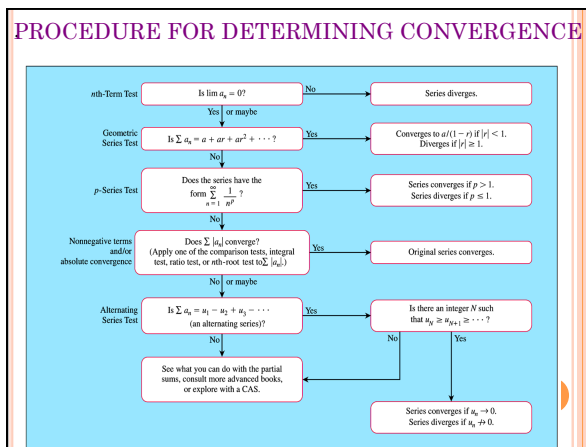 PROCEDURE FOR DETERMINING CONVERGENCE
nth-Term Test
Is lim aₙ = 0?
No
Series diverges.
Yes or maybe
Geometric
Series Test
Is Σ aₙ = a + ar + ar² + · · · ?
Yes
Converges to a/(1 − r) if |r| < 1.
Diverges if |r| ≥ 1.
No
p-Series Test
Does the series have the
form ∞ Σ n = 1 1/nᵖ ?
Yes
Series converges if p > 1.
Series diverges if p ≤ 1.
No
Nonnegative terms
and/or
absolute convergence
Does Σ |aₙ| converge?
(Apply one of the comparison tests, integral
test, ratio test, or nth-root test to Σ |aₙ|.)
Yes
Original series converges.
No or maybe
Alternating
Series Test
Is Σ aₙ = u₁ − u₂ + u₃ − · · ·
(an alternating series)?
Yes
Is there an integer N such
that u_N ≥ u_N+1 ≥ · · · ?
No
No
Yes
See what you can do with the partial
sums, consult more advanced books,
or explore with a CAS.
Series converges if uₙ → 0.
Series diverges if uₙ ↛ 0.